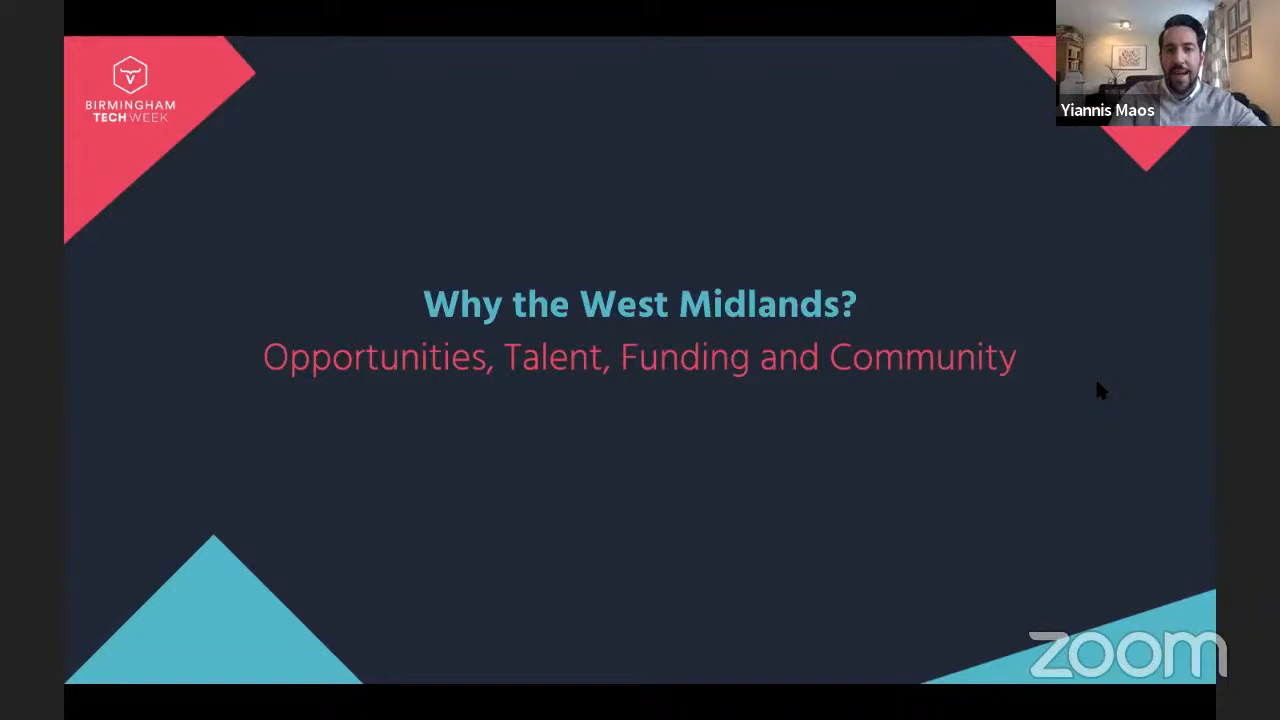 BIRMINGHAM
TECH WEEK
Yiannis Maos
Why the West Midlands?
Opportunities, Talent, Funding and Community
zoom